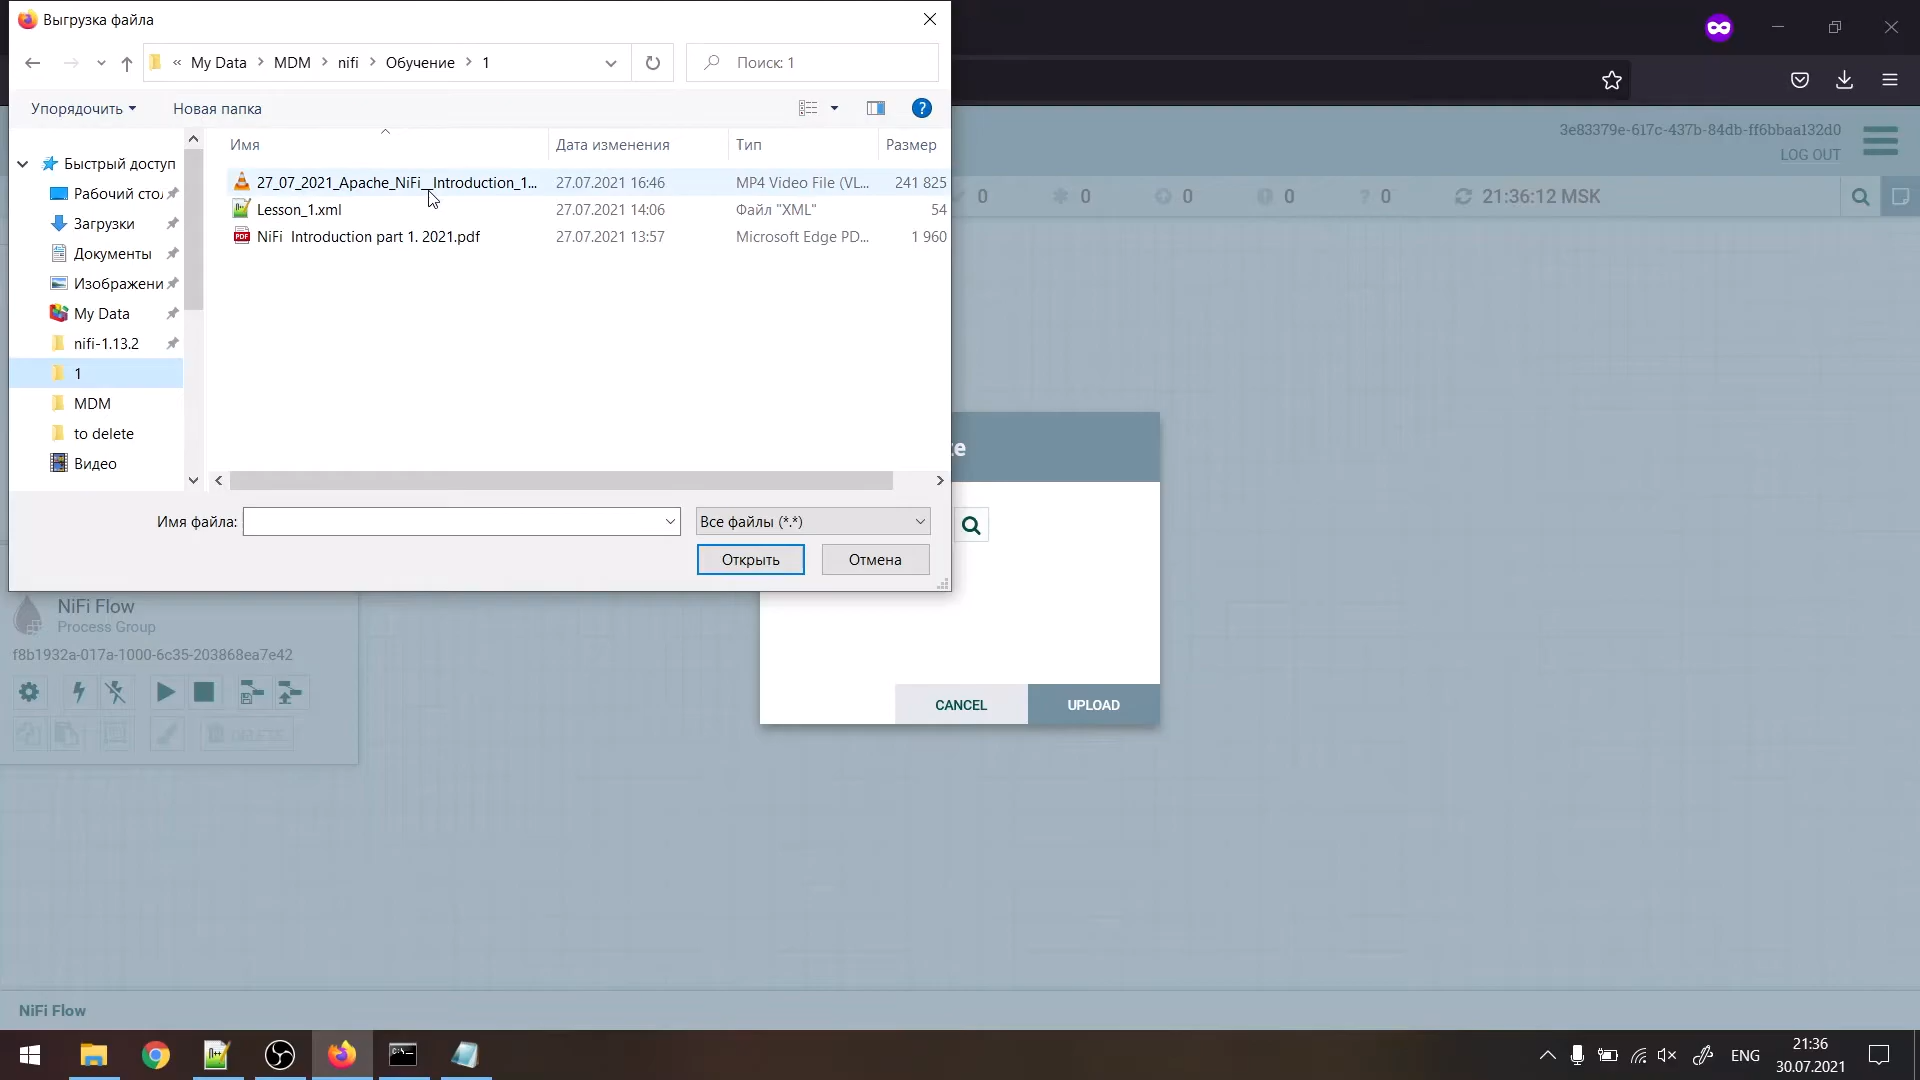 Выгрузка файла
« My Data > MDM > nifi > Обучение > 1
Поиск: 1
Упорядочить
Новая папка
?
3e83379e-617c-437b-84db-ff6bbaa132d0
LOG OUT
Имя
Дата изменения
Тип
Размер
Быстрый доступ
Рабочий сто
Загрузки
Документы
Изображени
My Data
nifi-1.13.2
1
MDM
to delete
Видео
27_07_2021_Apache_NiFi__Introduction_1...
27.07.2021 16:46
MP4 Video File (VL...
241 825
Lesson_1.xml
27.07.2021 14:06
Файл "XML"
54
NiFi Introduction part 1. 2021.pdf
27.07.2021 13:57
Microsoft Edge PD...
1 960
0
0
0
0
? 0
21:36:12 MSK
Имя файла:
Все файлы (*.*)
Открыть
Отмена
te
NiFi Flow
Process Group
f8b1932a-017a-1000-6c35-203868ea7e42
DELETE
CANCEL
UPLOAD
NiFi Flow
ENG
21:36
30.07.2021